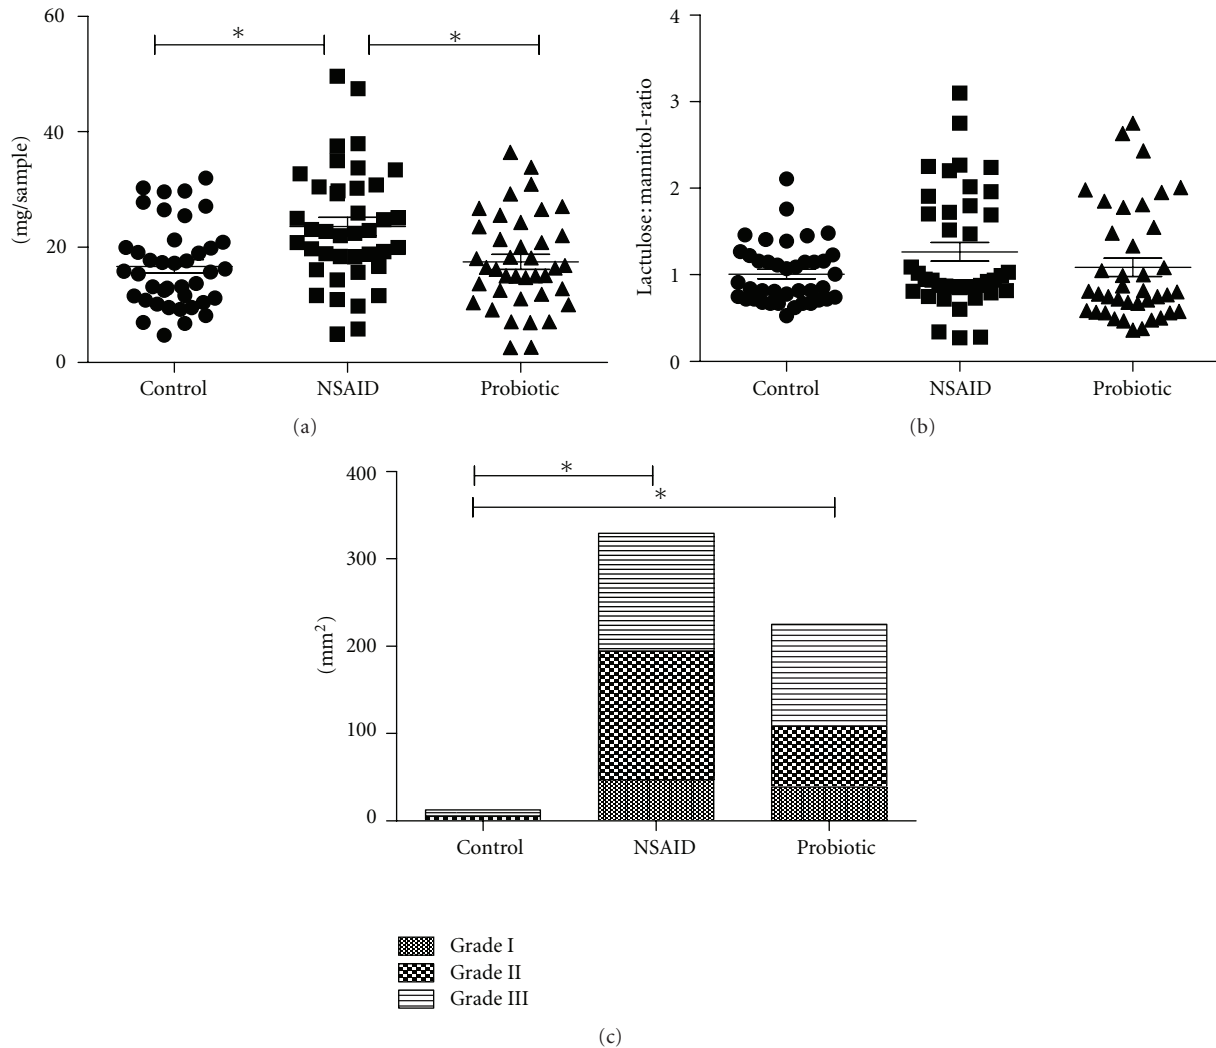 60
40
20
0
(mg/sample)
*
*
Control
NSAID
Probiotic
(a)
4
3
2
1
0
Lactulose: mannitol-ratio
Control
NSAID
Probiotic
(b)
400
300
200
100
0
(mm²)
*
*
Control
NSAID
Probiotic
Grade I
Grade II
Grade III
(c)